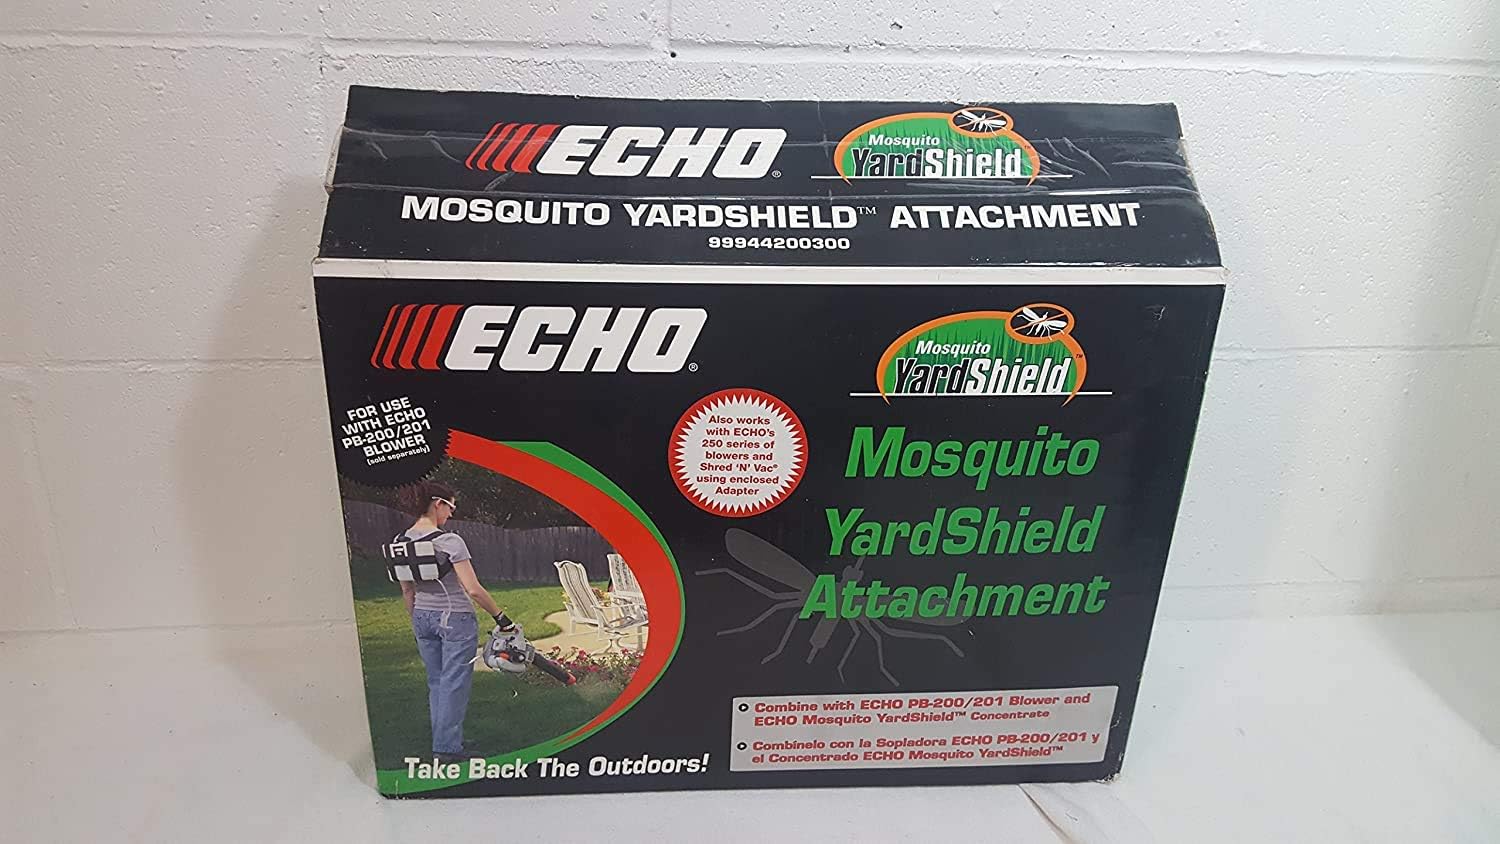 ECHO®
Mosquito
YardShield™
MOSQUITO YARDSHIELD™ ATTACHMENT
99944200300
ECHO®
Mosquito
YardShield™
FOR USE
WITH ECHO
PB-200/201
BLOWER
(sold separately)
Also works
with ECHO's
250 series of
blowers and
Shred 'N' Vac®
using enclosed
Adapter
Mosquito
YardShield
Attachment
Combine with ECHO PB-200/201 Blower and
ECHO Mosquito YardShield™ Concentrate
Combínelo con la Sopladora ECHO PB-200/201 y
el Concentrado ECHO Mosquito YardShield™
Take Back The Outdoors!